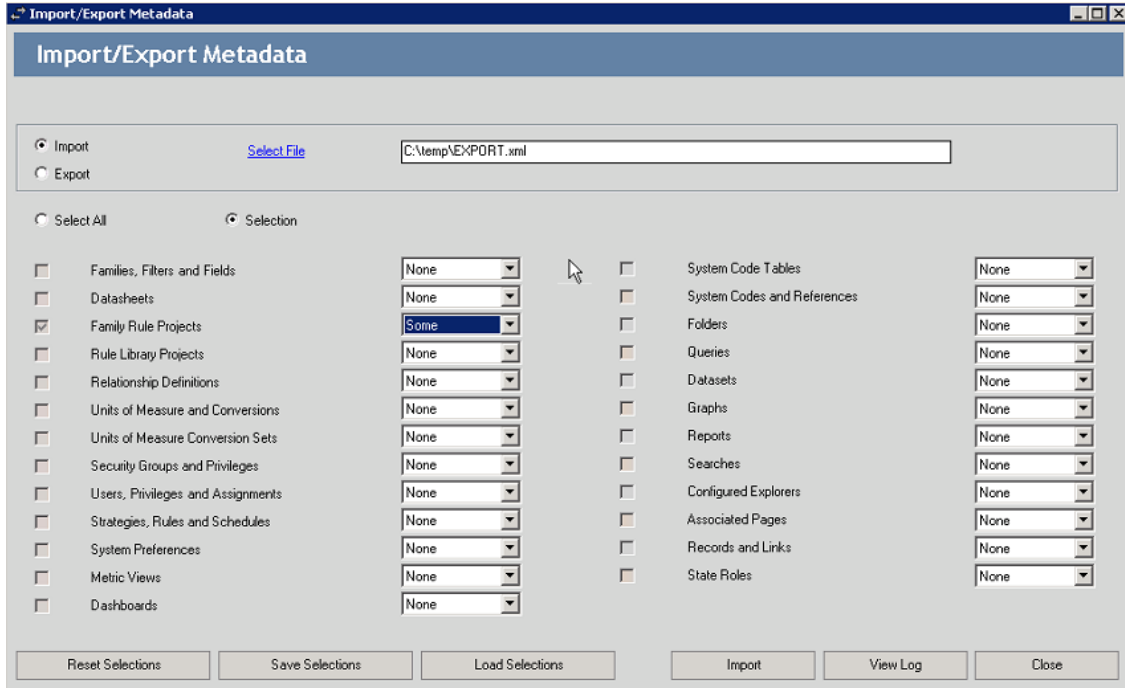 Import/Export Metadata
Import/Export Metadata
Import Select File C:\temp\EXPORT.xml
Export
Select All Selection
Families, Filters and Fields None System Code Tables None
Datasheets None System Codes and References None
Family Rule Projects Some Folders None
Rule Library Projects None Queries None
Relationship Definitions None Datasets None
Units of Measure and Conversions None Graphs None
Units of Measure Conversion Sets None Reports None
Security Groups and Privileges None Searches None
Users, Privileges and Assignments None Configured Explorers None
Strategies, Rules and Schedules None Associated Pages None
System Preferences None Records and Links None
Metric Views None State Roles None
Dashboards None
Reset Selections Save Selections Load Selections Import View Log Close